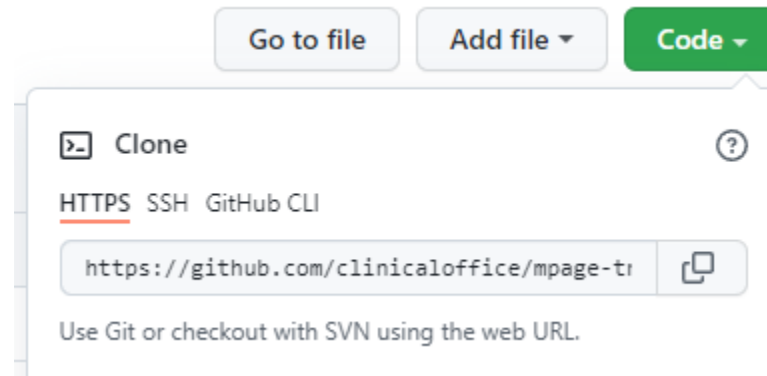 Go to file Add file Code
Clone
HTTPS SSH GitHub CLI
https://github.com/clinicaloffice/mpage-
Use Git or checkout with SVN using the web URL.